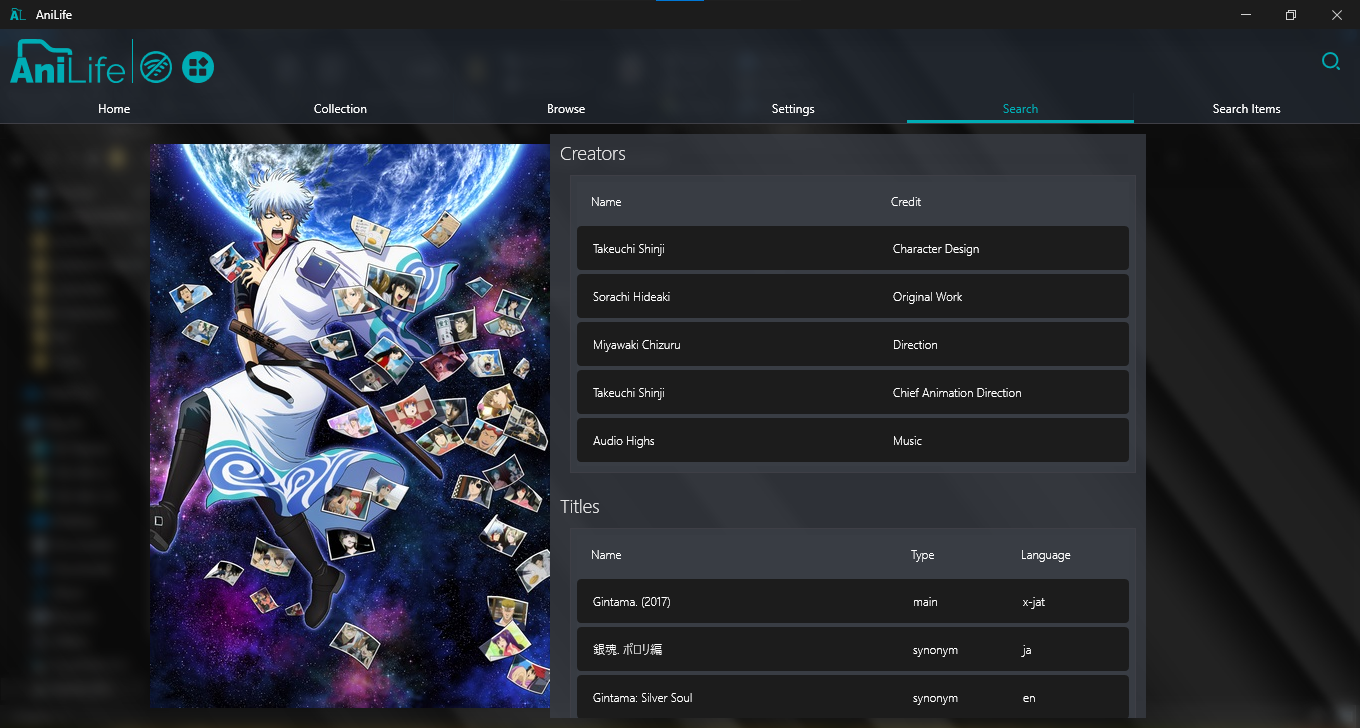 AniLife
AniLife
Home Collection Browse Settings Search Search Items
Creators
Name Credit
Takeuchi Shinji Character Design
Sorachi Hideaki Original Work
Miyawaki Chizuru Direction
Takeuchi Shinji Chief Animation Direction
Audio Highs Music
Titles
Name Type Language
Gintama. (2017) main x-jat
銀魂. ポロリ編 synonym ja
Gintama: Silver Soul synonym en